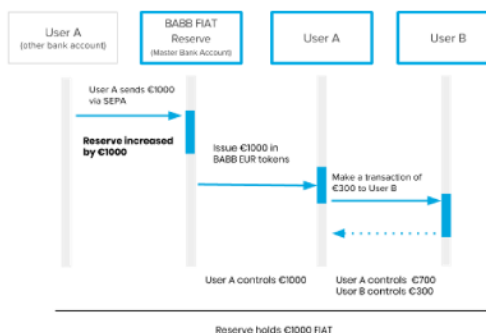 User A
(other bank account)
BABB FIAT
Reserve
(Master Bank Account)
User A
User B
User A sends €1000
via SEPA
Reserve increased
by €1000
Issue €1000 in
BABB EUR tokens
Make a transaction of
€300 to User B
User A controls €1000
User A controls €700
User B controls €300
Reserve holds €1000 FIAT